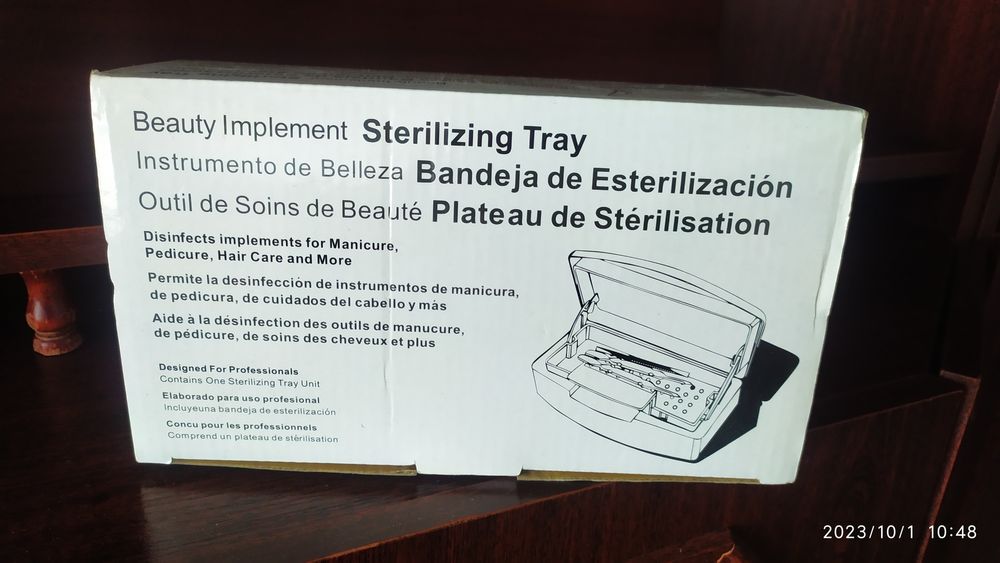 Beauty Implement Sterilizing Tray
Instrumento de Belleza Bandeja de Esterilización
Outil de Soins de Beauté Plateau de Stérilisation
Disinfects implements for Manicure,
Pedicure, Hair Care and More
Permite la desinfección de instrumentos de manicura,
de pedicura, de cuidados del cabello y más
Aide à la désinfection des outils de manucure,
de pédicure, de soins des cheveux et plus
Designed For Professionals
Contains One Sterilizing Tray Unit
Elaborado para uso profesional
Incluyeuna bandeja de esterilización
Concu pour les professionnels
Comprend un plateau de stérilisation
2023/10/1 10:48